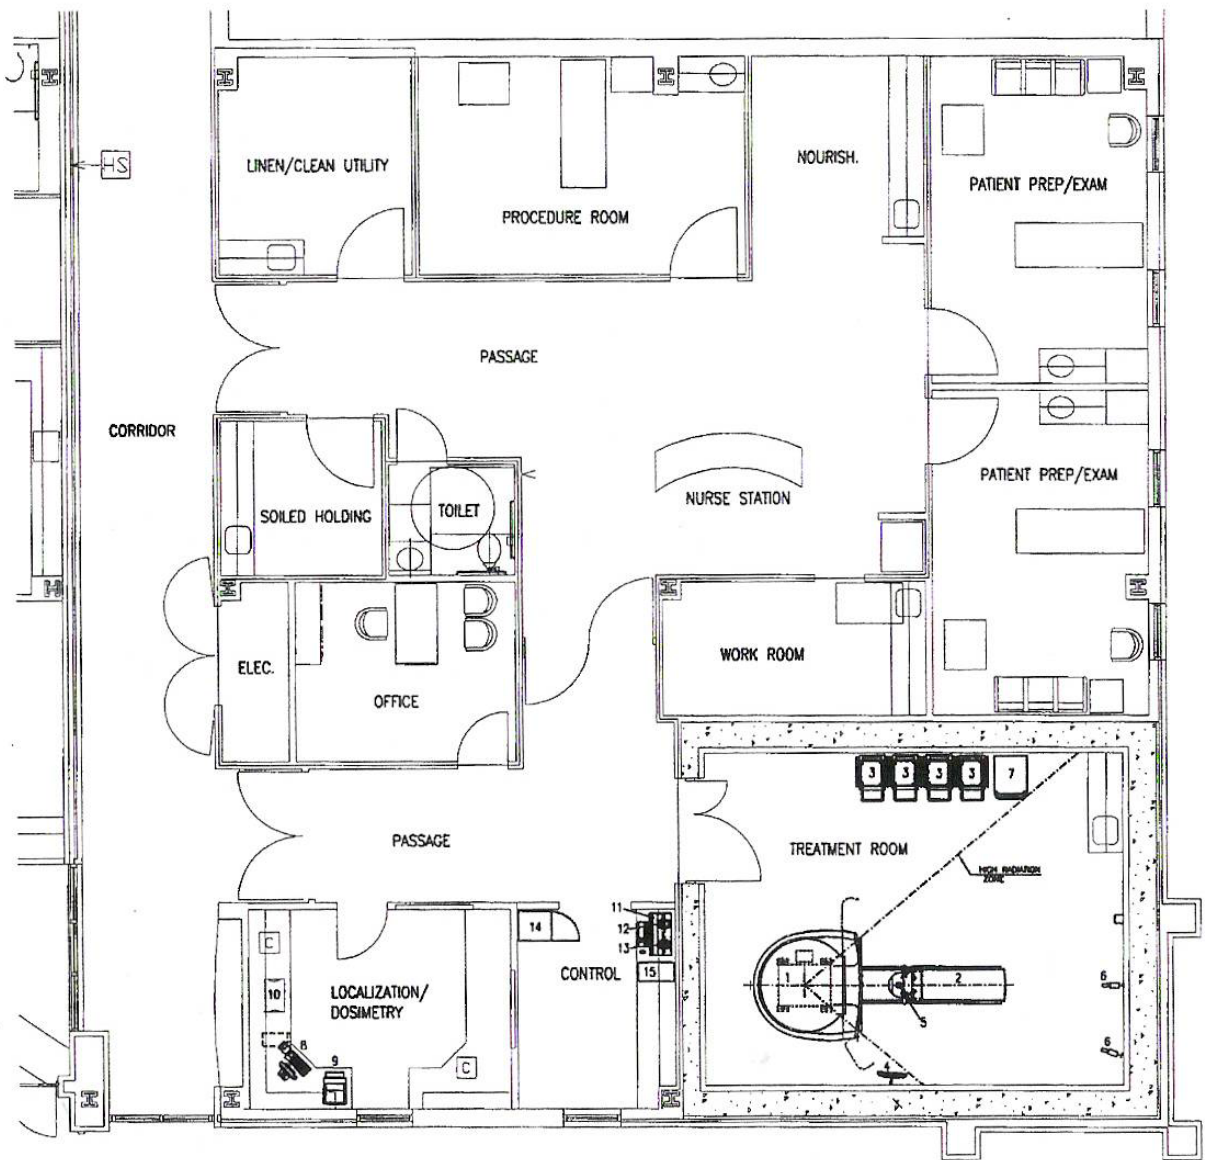 HS
LINEN/CLEAN UTILITY
PROCEDURE ROOM
NOURISH.
PATIENT PREP/EXAM
PASSAGE
CORRIDOR
SOILED HOLDING
TOILET
NURSE STATION
PATIENT PREP/EXAM
ELEC.
OFFICE
WORK ROOM
3
3
3
3
7
PASSAGE
TREATMENT ROOM
HIGH RADIATION
ZONE
11
12
13
14
15
CONTROL
C
10
LOCALIZATION/
DOSIMETRY
8
9
C
1
2
5
6
6
4